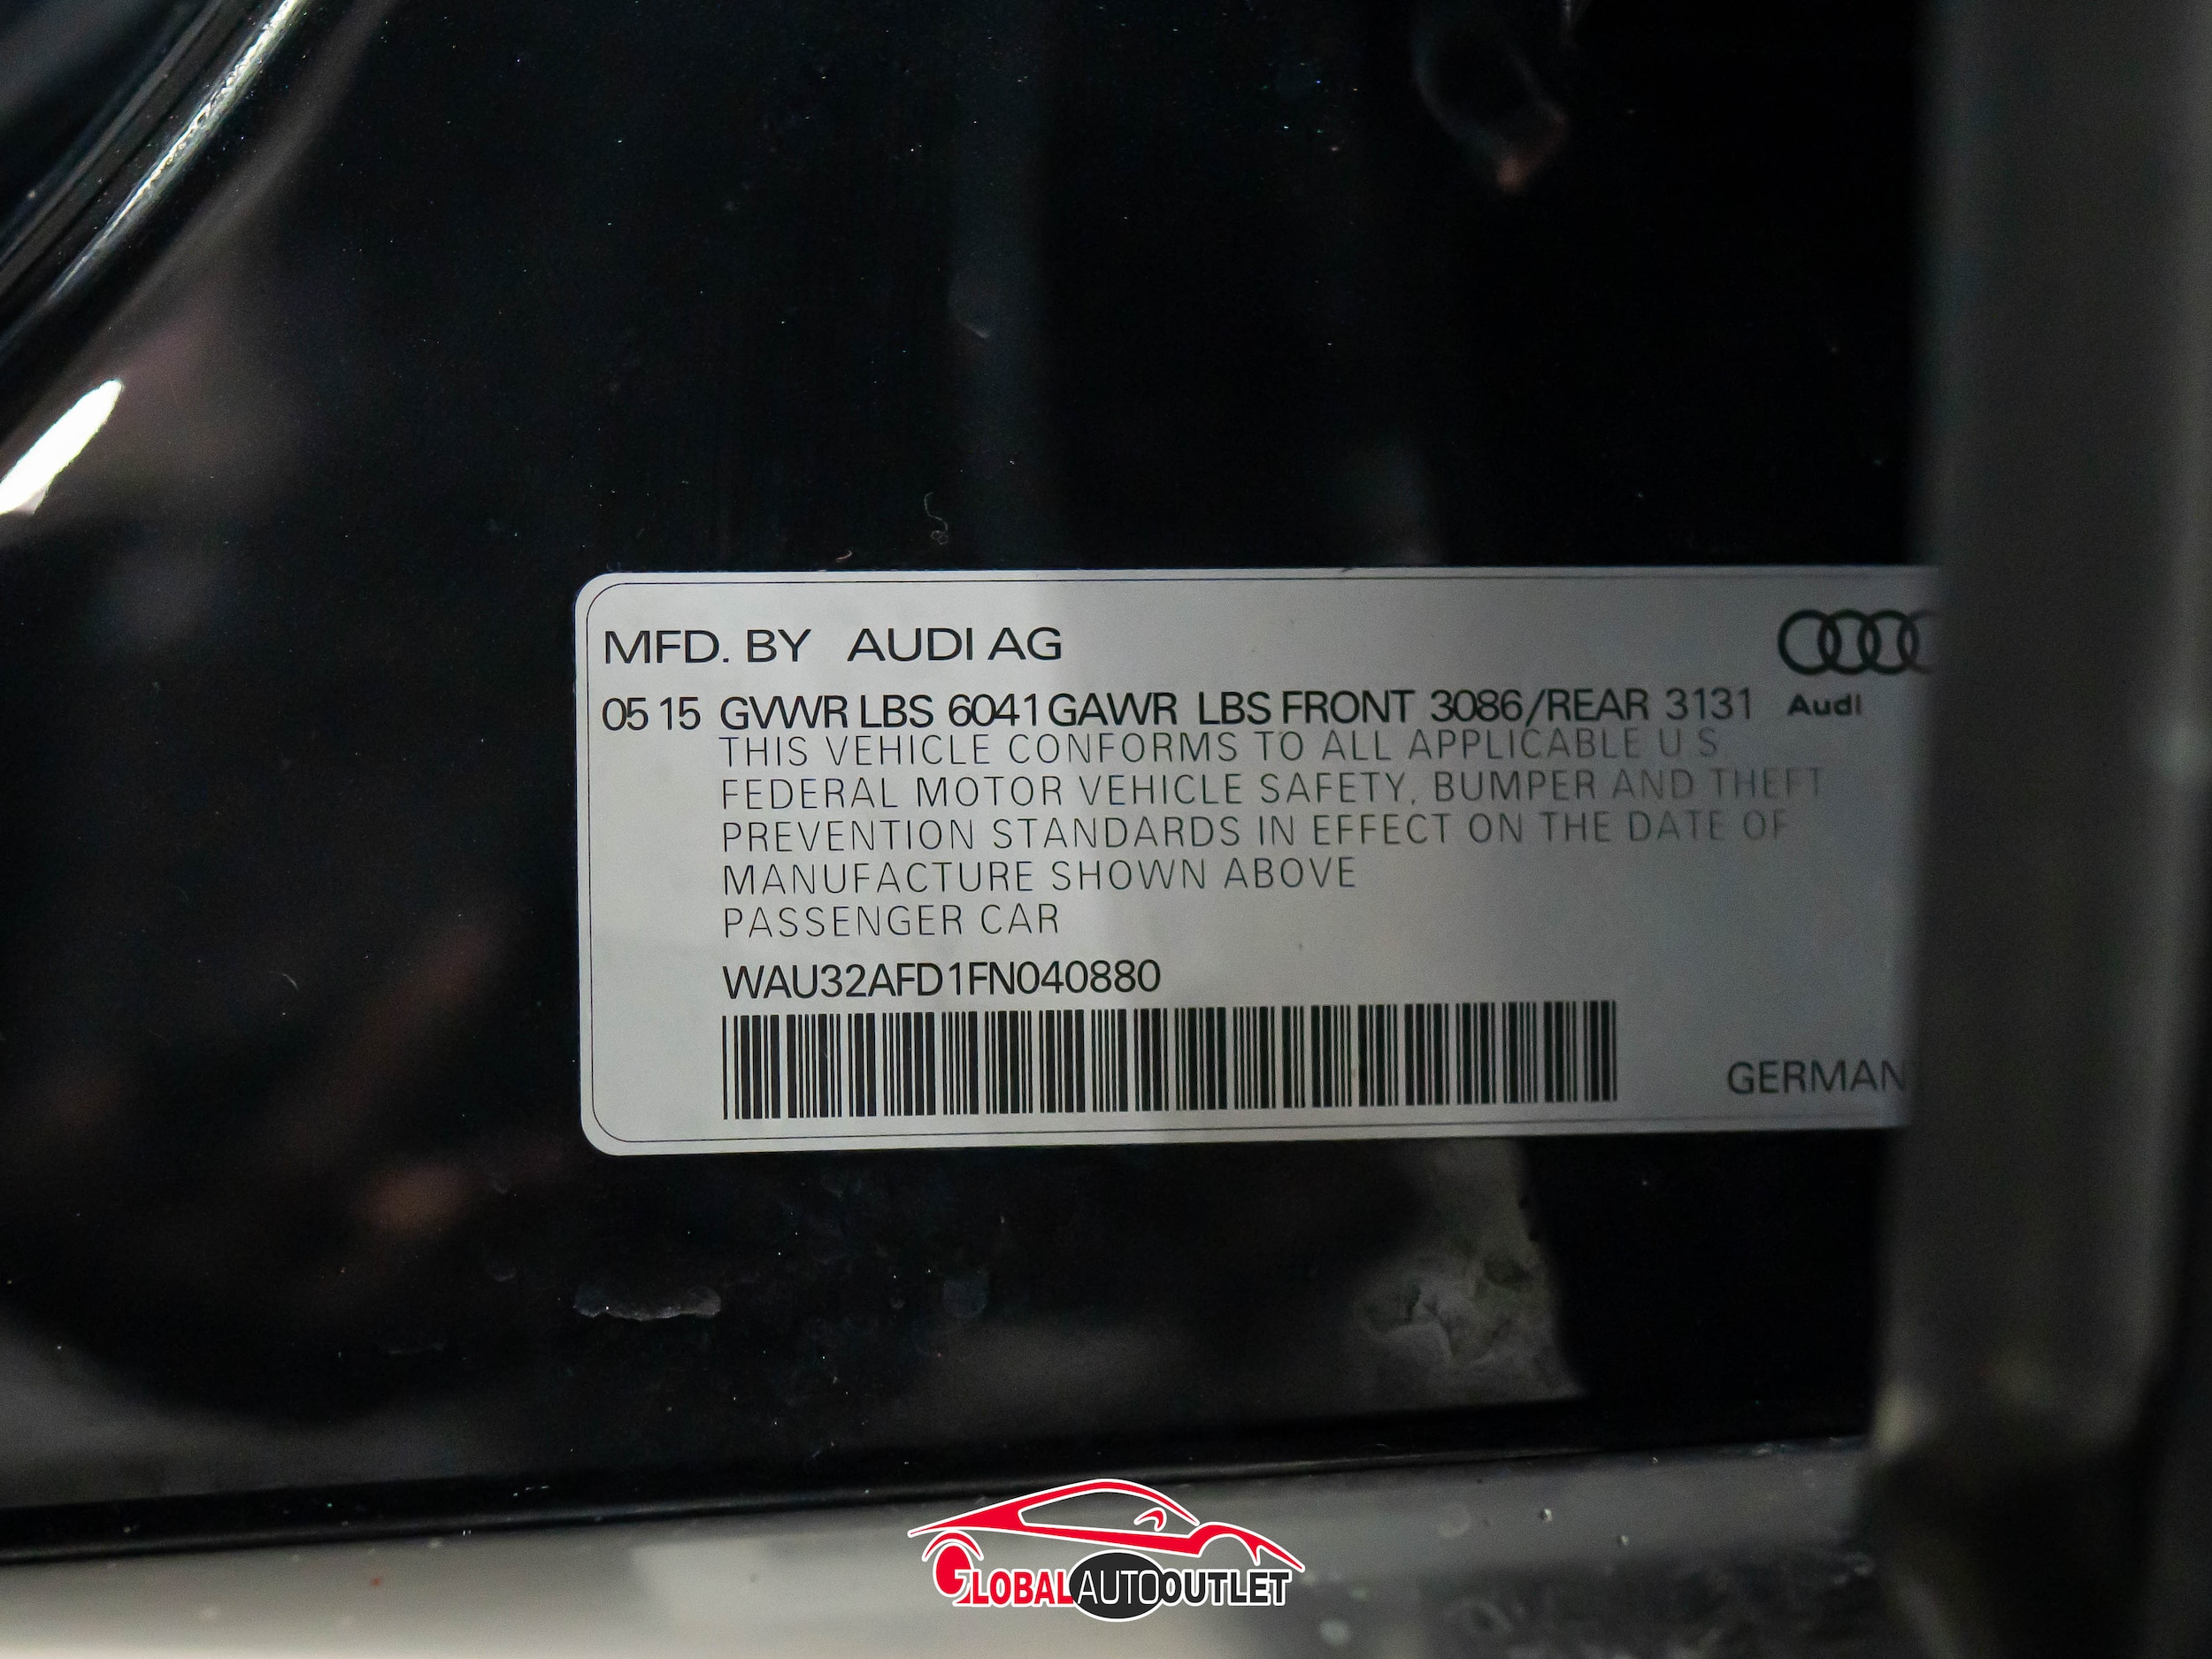 MFD. BY AUDI AG
05 15 GVWR LBS 6041 GAWR LBS FRONT 3086/REAR 3131 Audi
THIS VEHICLE CONFORMS TO ALL APPLICABLE U S
FEDERAL MOTOR VEHICLE SAFETY, BUMPER AND THEFT
PREVENTION STANDARDS IN EFFECT ON THE DATE OF
MANUFACTURE SHOWN ABOVE
PASSENGER CAR
WAU32AFD1FN040880
GERMAN
GLOBALAUTOOUTLET